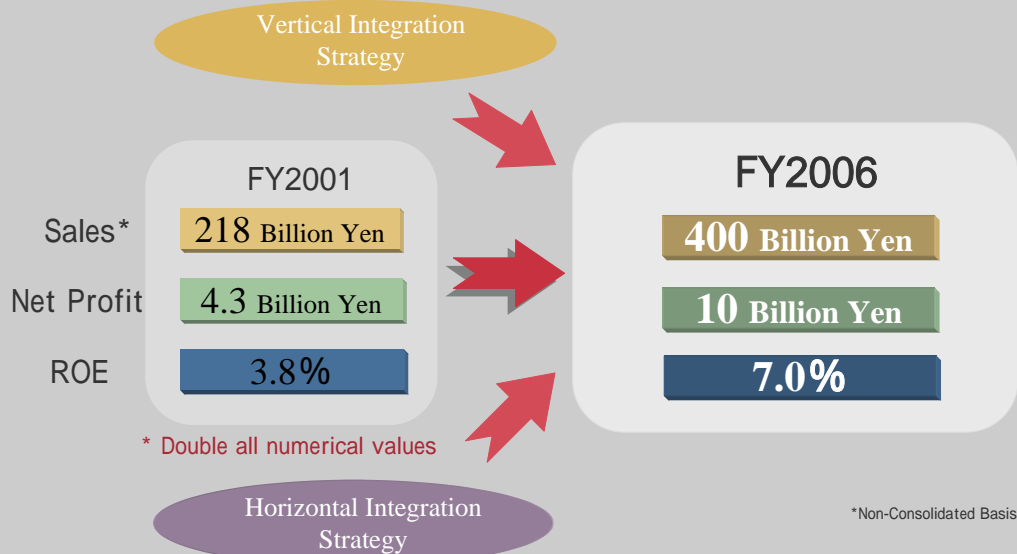 Vertical Integration
Strategy
FY2001
FY2006
Sales*
218 Billion Yen
400 Billion Yen
Net Profit
4.3 Billion Yen
10 Billion Yen
ROE
3.8%
7.0%
* Double all numerical values
Horizontal Integration
Strategy
*Non-Consolidated Basis